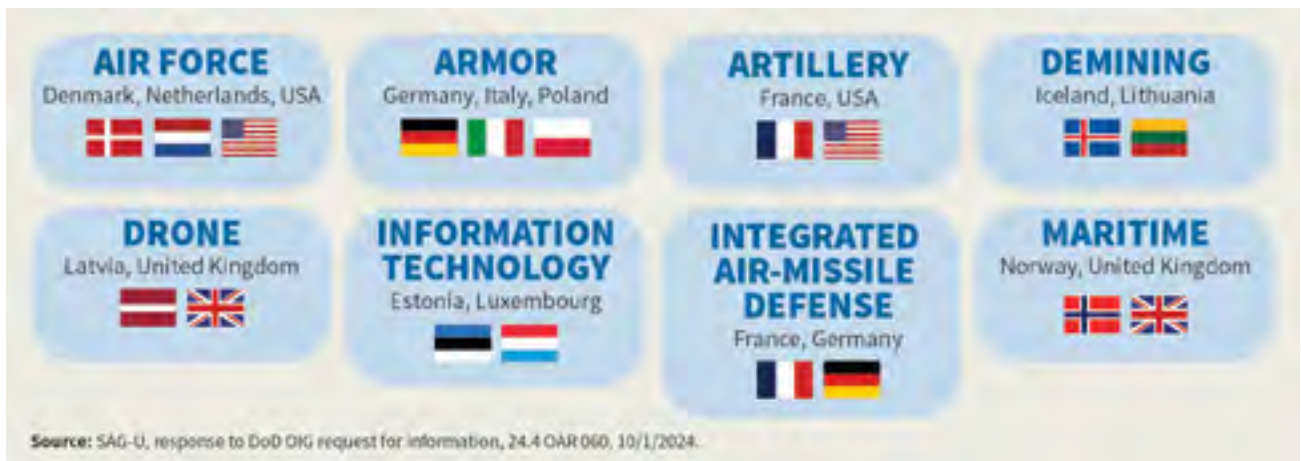 AIR FORCE
Denmark, Netherlands, USA
ARMOR
Germany, Italy, Poland
ARTILLERY
France, USA
DEMINING
Iceland, Lithuania
DRONE
Latvia, United Kingdom
INFORMATION
TECHNOLOGY
Estonia, Luxembourg
INTEGRATED
AIR-MISSILE
DEFENSE
France, Germany
MARITIME
Norway, United Kingdom
Source: SAG-U, response to DoD OIG request for information, 24.4 OAR 060, 10/1/2024.